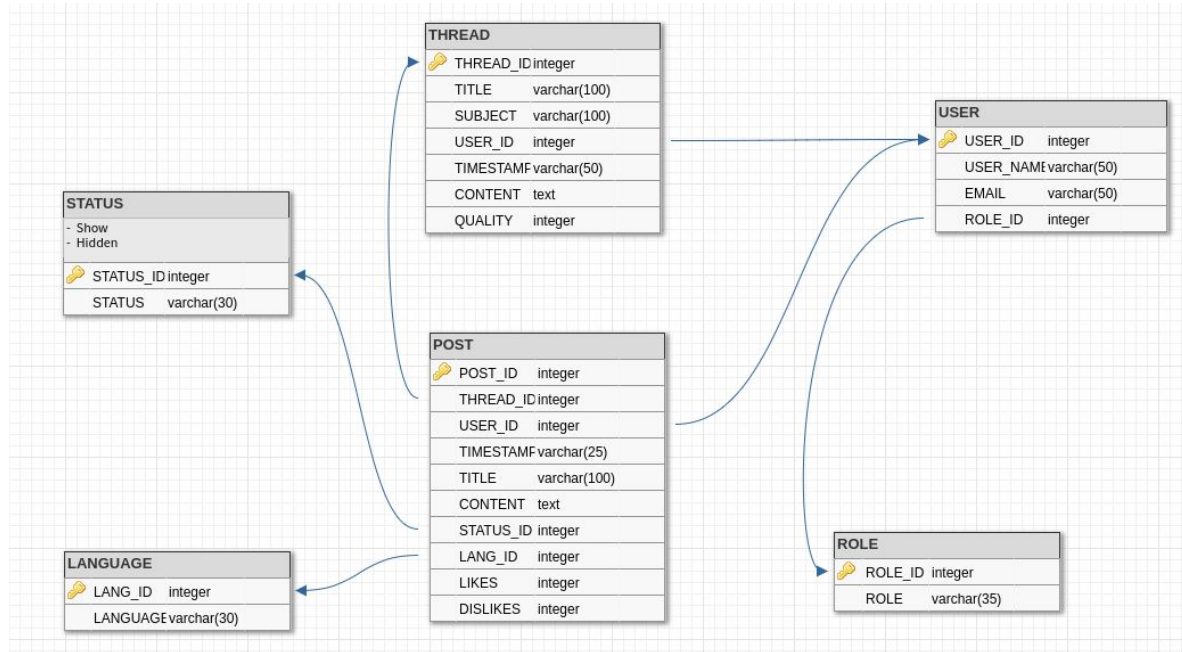 THREAD
THREAD_ID integer
TITLE varchar(100)
SUBJECT varchar(100)
USER_ID integer
TIMESTAMP varchar(50)
CONTENT text
QUALITY integer
USER
USER_ID integer
USER_NAME varchar(50)
EMAIL varchar(50)
ROLE_ID integer
STATUS
- Show
- Hidden
STATUS_ID integer
STATUS varchar(30)
POST
POST_ID integer
THREAD_ID integer
USER_ID integer
TIMESTAMP varchar(25)
TITLE varchar(100)
CONTENT text
STATUS_ID integer
LANG_ID integer
LIKES integer
DISLIKES integer
LANGUAGE
LANG_ID integer
LANGUAGE varchar(30)
ROLE
ROLE_ID integer
ROLE varchar(35)